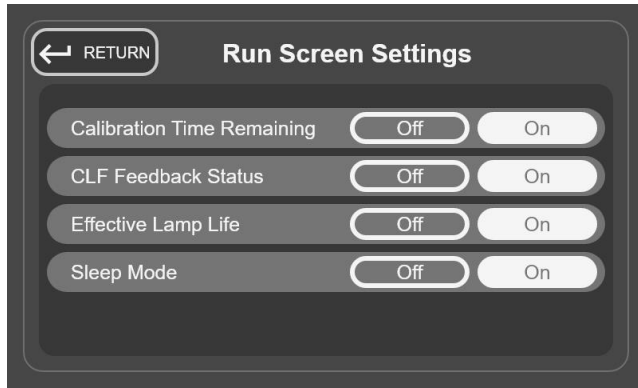 RETURN Run Screen Settings
Calibration Time Remaining Off On
CLF Feedback Status Off On
Effective Lamp Life Off On
Sleep Mode Off On